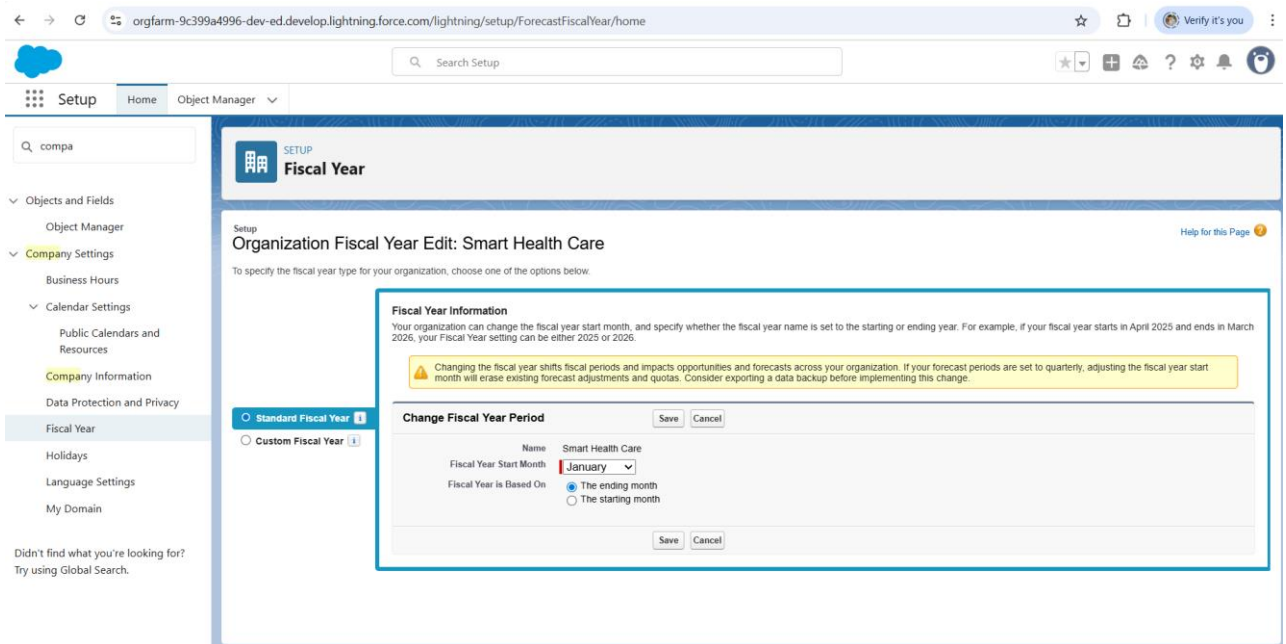 orgfarm-9c399a4996-dev-ed.develop.lightning.force.com/lightning/setup/ForecastFiscalYear/home
Verify it's you
Search Setup
Setup
Home
Object Manager
compa
Objects and Fields
Object Manager
Company Settings
Business Hours
Calendar Settings
Public Calendars and
Resources
Company Information
Data Protection and Privacy
Fiscal Year
Holidays
Language Settings
My Domain
Didn't find what you're looking for?
Try using Global Search.
SETUP
Fiscal Year
Setup
Organization Fiscal Year Edit: Smart Health Care
Help for this Page
To specify the fiscal year type for your organization, choose one of the options below.
Standard Fiscal Year
Custom Fiscal Year
Fiscal Year Information
Your organization can change the fiscal year start month, and specify whether the fiscal year name is set to the starting or ending year. For example, if your fiscal year starts in April 2025 and ends in March
2026, your Fiscal Year setting can be either 2025 or 2026.
Changing the fiscal year shifts fiscal periods and impacts opportunities and forecasts across your organization. If your forecast periods are set to quarterly, adjusting the fiscal year start
month will erase existing forecast adjustments and quotas. Consider exporting a data backup before implementing this change.
Change Fiscal Year Period
Save Cancel
Name Smart Health Care
Fiscal Year Start Month January
Fiscal Year is Based On The ending month
The starting month
Save Cancel